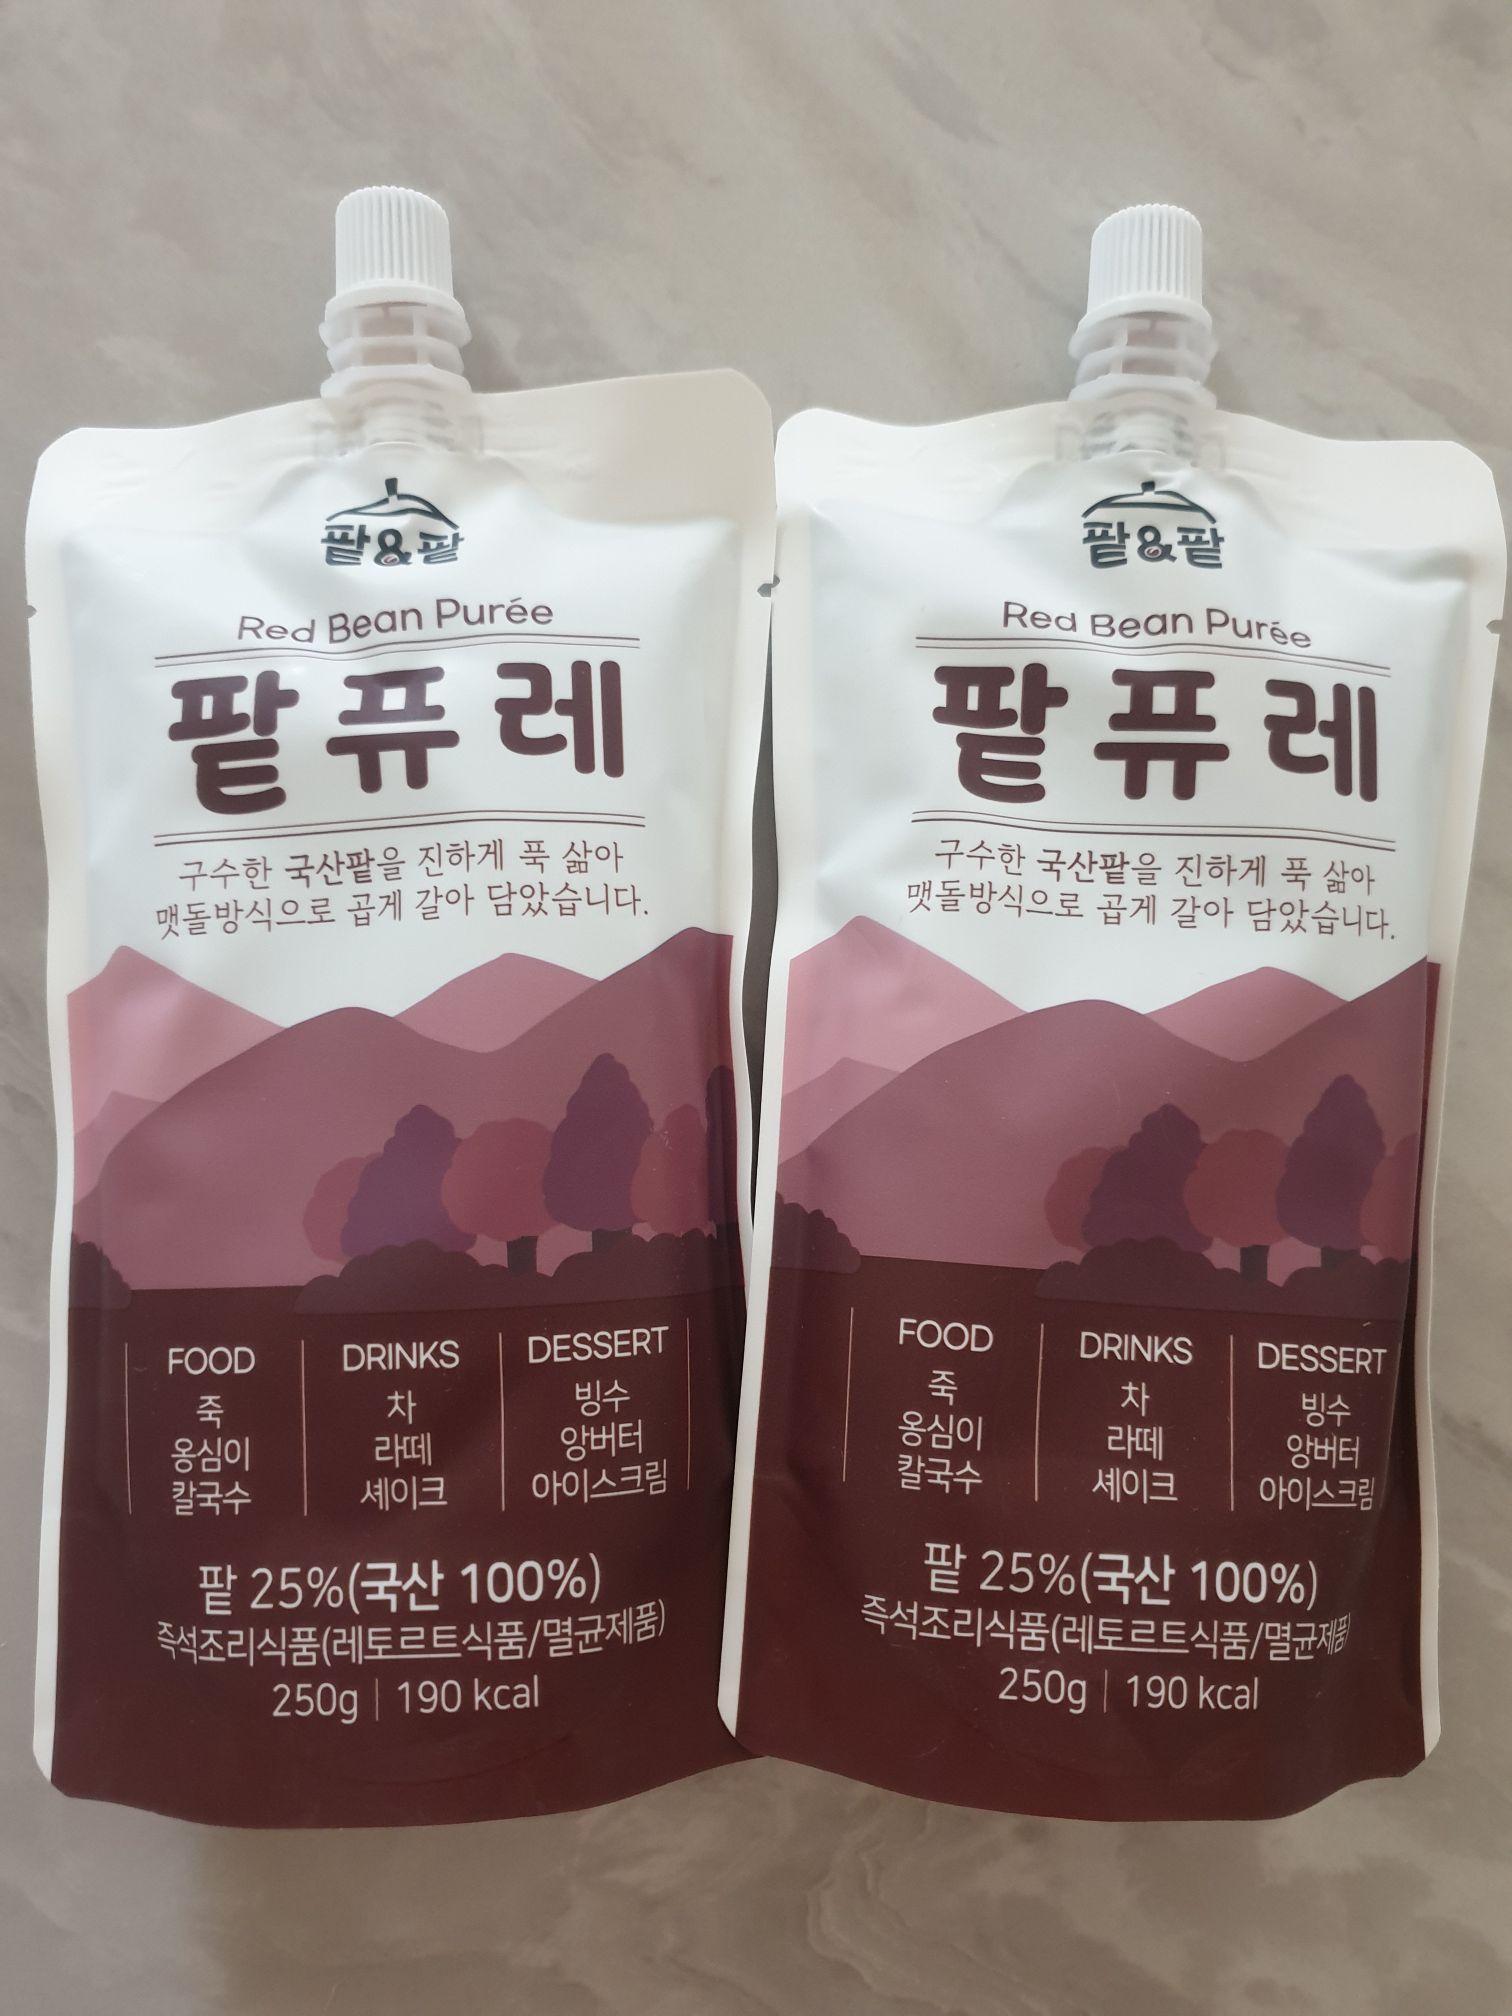 팥&팥
Red Bean Purée
팥퓨레
구수한 국산팥을 진하게 푹 삶아
맷돌방식으로 곱게 갈아 담았습니다.
FOOD
죽
옹심이
칼국수
DRINKS
차
라떼
셰이크
DESSERT
빙수
앙버터
아이스크림
팥 25%(국산 100%)
즉석조리식품(레토르트식품/멸균제품)
250g | 190 kcal
팥&팥
Red Bean Purée
팥퓨레
구수한 국산팥을 진하게 푹 삶아
맷돌방식으로 곱게 갈아 담았습니다.
FOOD
죽
옹심이
칼국수
DRINKS
차
라떼
셰이크
DESSERT
빙수
앙버터
아이스크림
팥 25%(국산 100%)
즉석조리식품(레토르트식품/멸균제품)
250g | 190 kcal